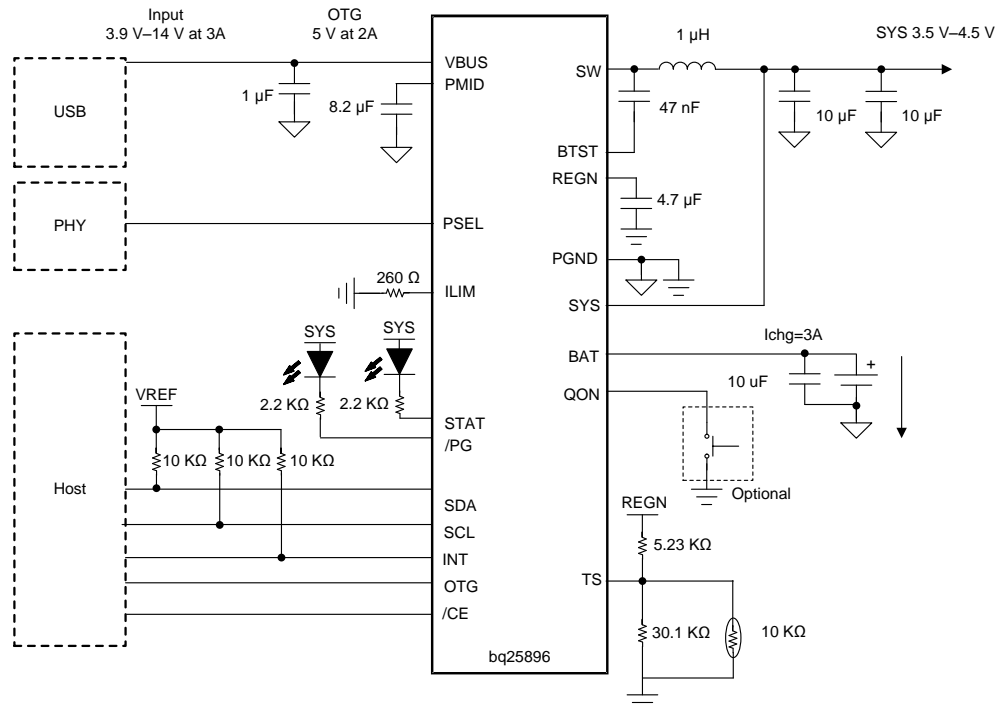 Input
3.9 V–14 V at 3A
OTG
5 V at 2A
SYS 3.5 V–4.5 V
1 µH
USB
VBUS
PMID
1 µF
8.2 µF
SW
47 nF
10 µF
10 µF
BTST
REGN
4.7 µF
PHY
PSEL
PGND
260 Ω
ILIM
SYS
SYS
SYS
Ichg=3A
BAT
10 uF
+
QON
VREF
2.2 KΩ
2.2 KΩ
STAT
/PG
10 KΩ
10 KΩ
10 KΩ
Host
Optional
SDA
SCL
INT
OTG
/CE
REGN
5.23 KΩ
TS
30.1 KΩ
10 KΩ
bq25896